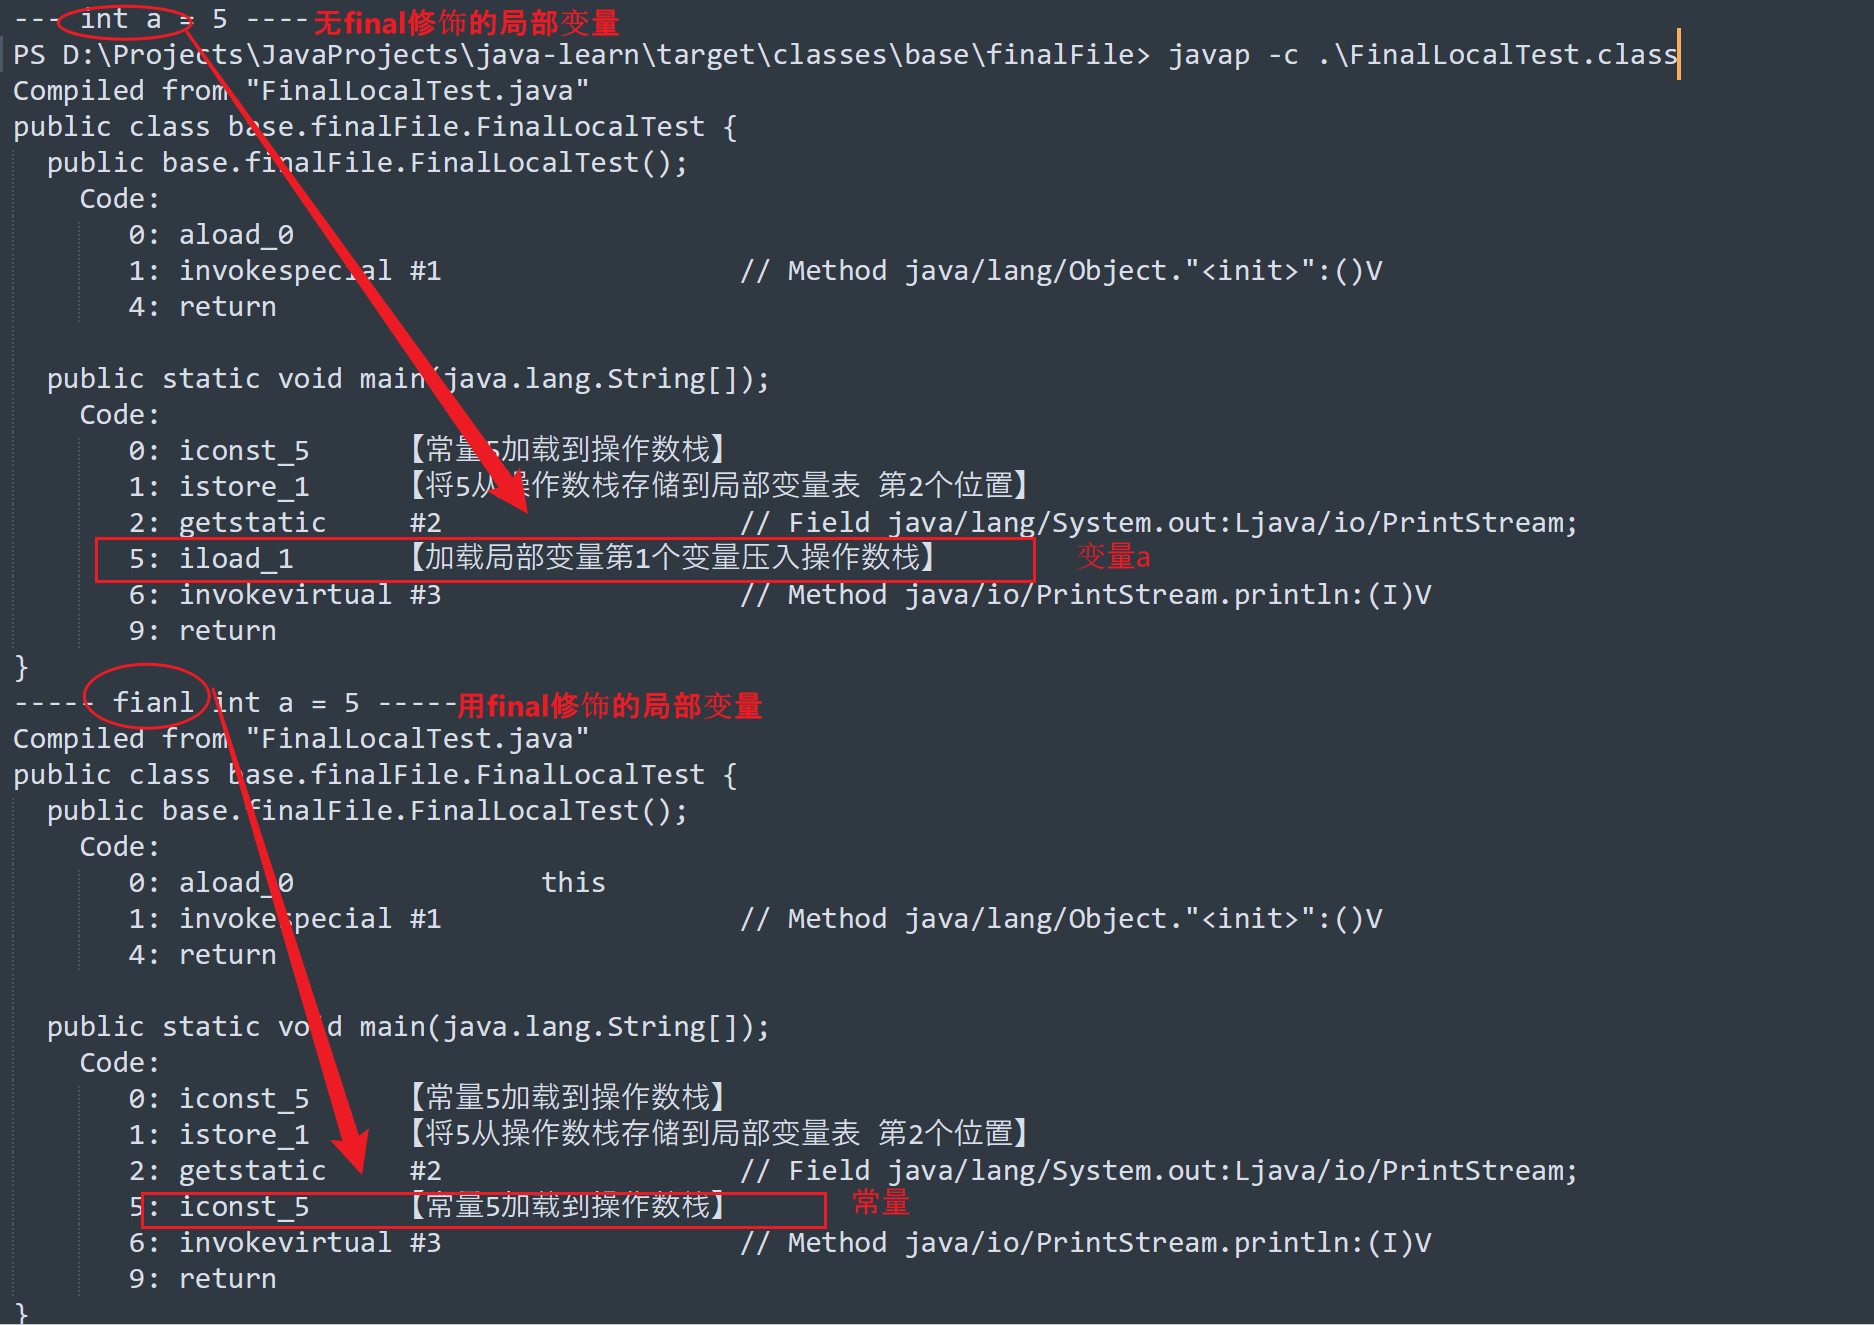 --- int a = 5 ----无final修饰的局部变量
PS D:\Projects\JavaProjects\java-learn\target\classes\base\finalFile> javap -c .\FinalLocalTest.class
Compiled from "FinalLocalTest.java"
public class base.finalFile.FinalLocalTest {
  public base.finalFile.FinalLocalTest();
    Code:
       0: aload_0
       1: invokespecial #1                  // Method java/lang/Object."<init>":()V
       4: return

  public static void main(java.lang.String[]);
    Code:
       0: iconst_5      【常量5加载到操作数栈】
       1: istore_1      【将5从操作数栈存储到局部变量表 第2个位置】
       2: getstatic     #2                  // Field java/lang/System.out:Ljava/io/PrintStream;
       5: iload_1       【加载局部变量第1个变量压入操作数栈】 变量a
       6: invokevirtual #3                  // Method java/io/PrintStream.println:(I)V
       9: return
}
----- fianl int a = 5 -----用final修饰的局部变量
Compiled from "FinalLocalTest.java"
public class base.finalFile.FinalLocalTest {
  public base.finalFile.FinalLocalTest();
    Code:
       0: aload_0               this
       1: invokespecial #1                  // Method java/lang/Object."<init>":()V
       4: return

  public static void main(java.lang.String[]);
    Code:
       0: iconst_5      【常量5加载到操作数栈】
       1: istore_1      【将5从操作数栈存储到局部变量表 第2个位置】
       2: getstatic     #2                  // Field java/lang/System.out:Ljava/io/PrintStream;
       5: iconst_5      【常量5加载到操作数栈】 常量
       6: invokevirtual #3                  // Method java/io/PrintStream.println:(I)V
       9: return
}